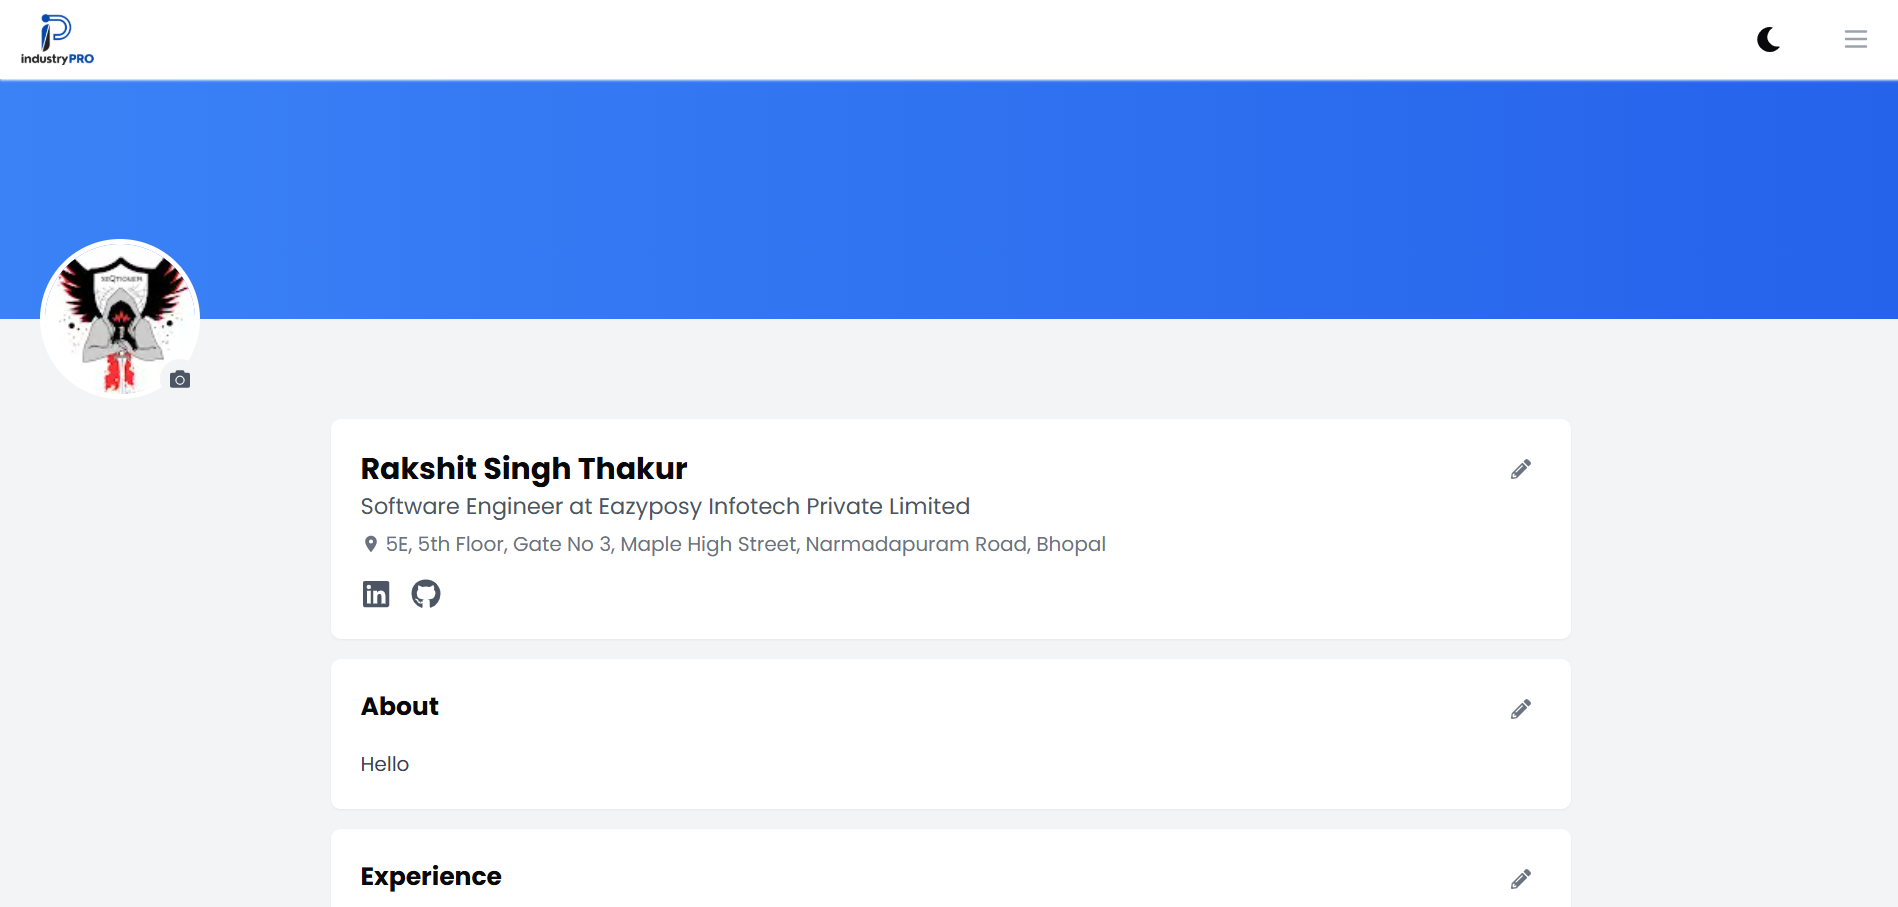 industryPRO
Rakshit Singh Thakur
Software Engineer at Eazyposy Infotech Private Limited
5E, 5th Floor, Gate No 3, Maple High Street, Narmadapuram Road, Bhopal
About
Hello
Experience